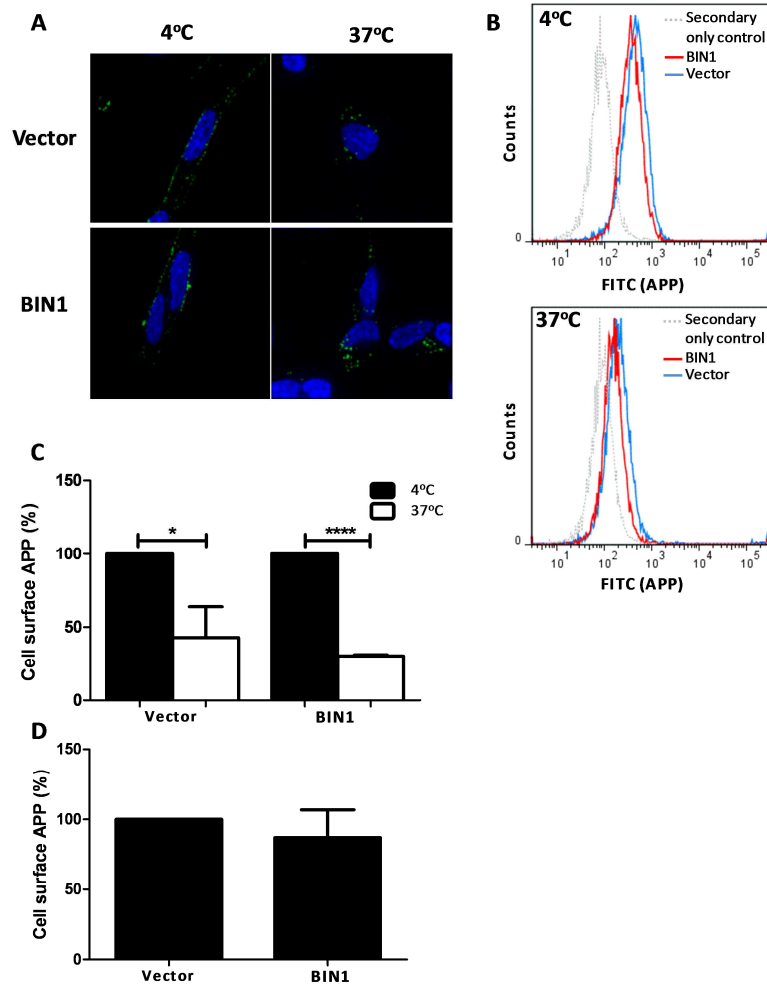 A
4ºC
37ºC
Vector
BIN1
B
4ºC
Secondary
only control
BIN1
Vector
Counts
0
10¹ 10² 10³ 10⁴ 10⁵
FITC (APP)
37ºC
Secondary
only control
BIN1
Vector
Counts
0
10¹ 10² 10³ 10⁴ 10⁵
FITC (APP)
C
4ºC
37ºC
Cell surface APP (%)
150
100
50
0
*
****
Vector
BIN1
D
Cell surface APP (%)
150
100
50
0
Vector
BIN1